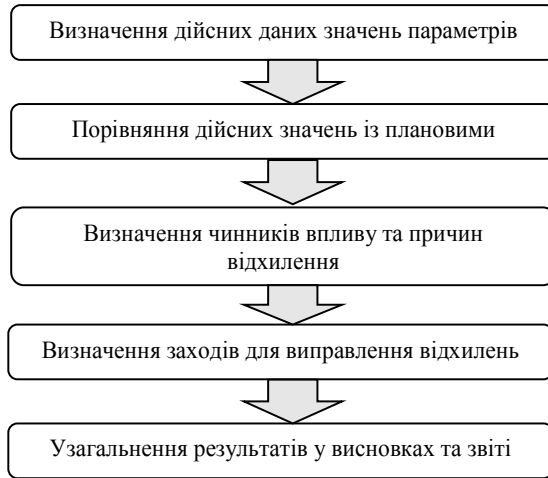 Визначення дійсних даних значень параметрів
Порівняння дійсних значень із плановими
Визначення чинників впливу та причин
відхилення
Визначення заходів для виправлення відхилень
Узагальнення результатів у висновках та звіті